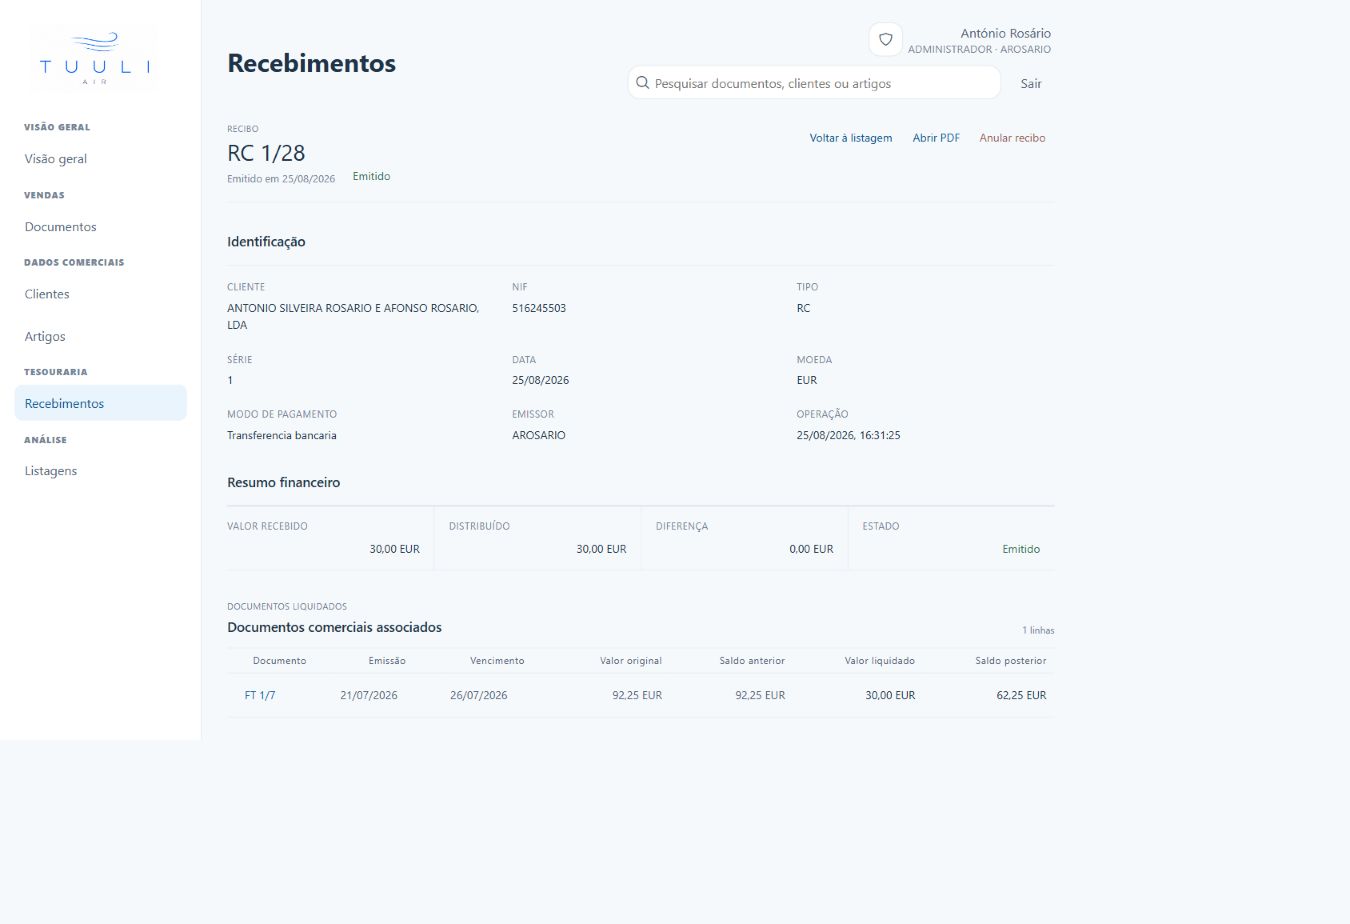 TUULI
AIR
VISÃO GERAL
Visão geral
VENDAS
Documentos
DADOS COMERCIAIS
Clientes
Artigos
TESOURARIA
Recebimentos
ANÁLISE
Listagens
Recebimentos
António Rosário
ADMINISTRADOR · AROSARIO
Pesquisar documentos, clientes ou artigos
Sair
RECIBO
RC 1/28
Emitido em 25/08/2026 Emitido
Voltar à listagem Abrir PDF Anular recibo
Identificação
CLIENTE NIF TIPO
ANTONIO SILVEIRA ROSARIO E AFONSO ROSARIO, 516245503 RC
LDA
SÉRIE DATA MOEDA
1 25/08/2026 EUR
MODO DE PAGAMENTO EMISSOR OPERAÇÃO
Transferencia bancaria AROSARIO 25/08/2026, 16:31:25
Resumo financeiro
VALOR RECEBIDO DISTRIBUÍDO DIFERENÇA ESTADO
30,00 EUR 30,00 EUR 0,00 EUR Emitido
DOCUMENTOS LIQUIDADOS
Documentos comerciais associados 1 linhas
Documento Emissão Vencimento Valor original Saldo anterior Valor liquidado Saldo posterior
FT 1/7 21/07/2026 26/07/2026 92,25 EUR 92,25 EUR 30,00 EUR 62,25 EUR